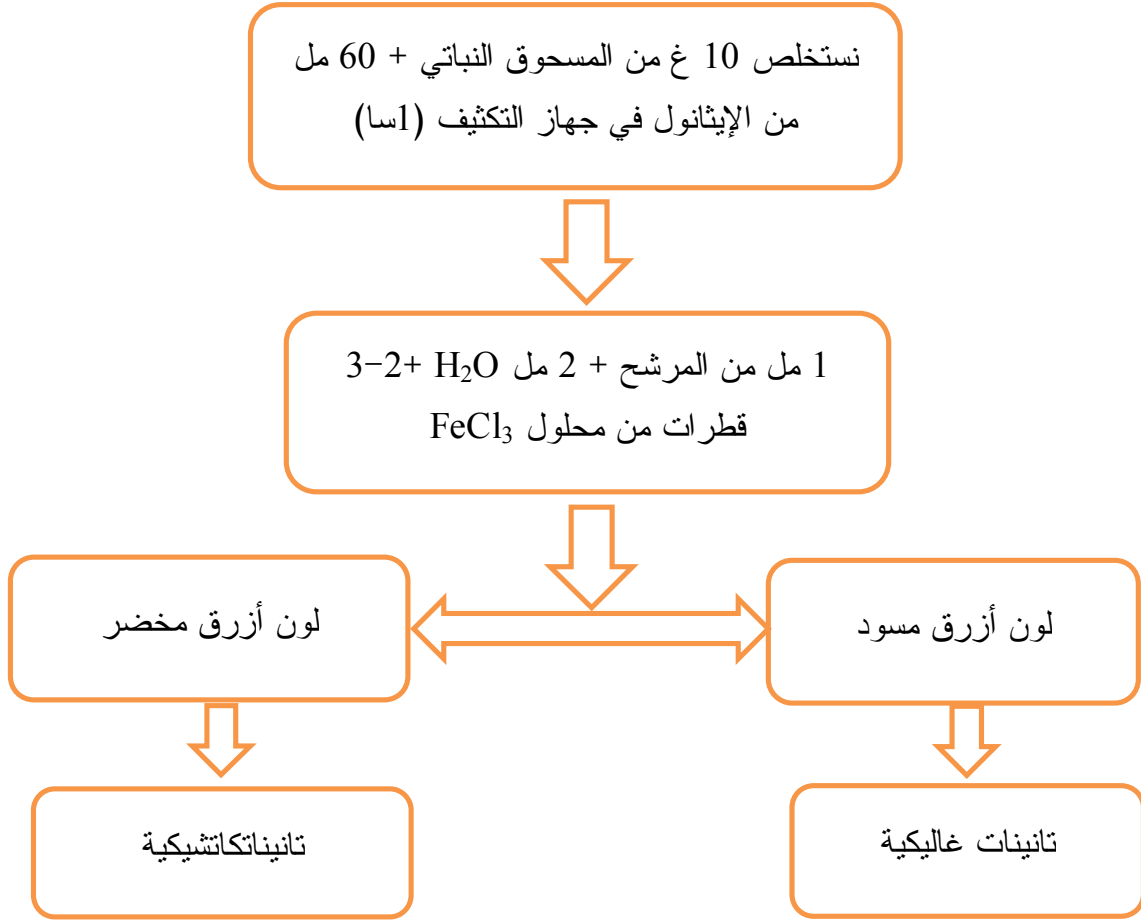 نستخلص 10 غ من المسحوق النباتي + 60 مل
من الإيثانول في جهاز التكثيف (1سا)
1 مل من المرشح + 2 مل H₂O +2-3
قطرات من محلول FeCl₃
لون أزرق مسود
لون أزرق مخضر
تانينات غاليكية
تانيناتكاتشيكية